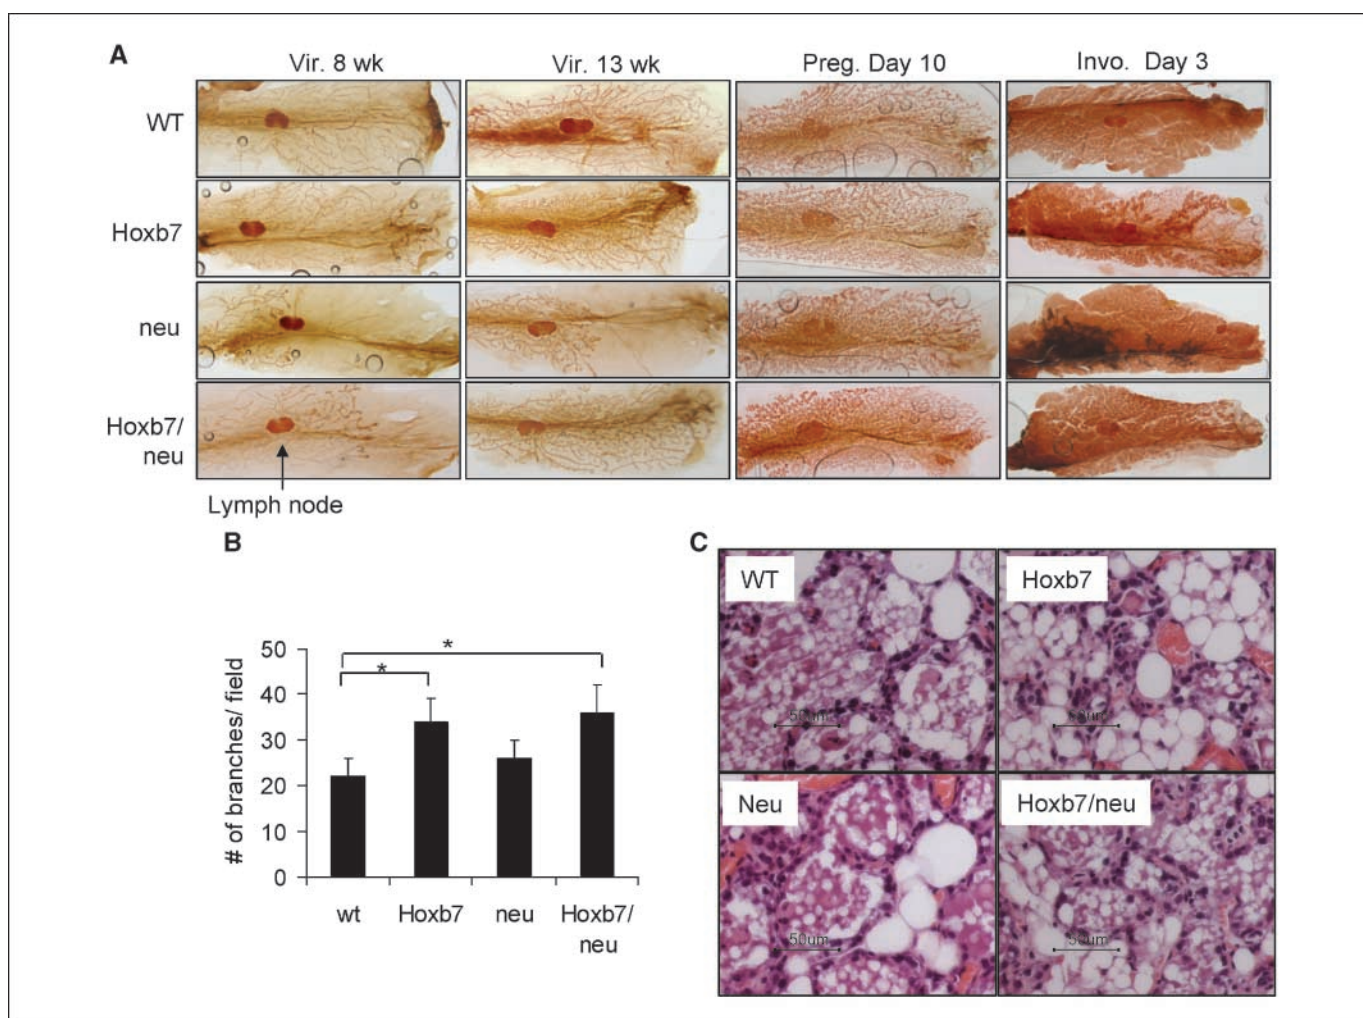 A
Vir. 8 wk
Vir. 13 wk
Preg. Day 10
Invo. Day 3
WT
Hoxb7
neu
Hoxb7/
neu
Lymph node
B
# of branches/ field
50
40
30
20
10
0
*
*
wt
Hoxb7
neu
Hoxb7/
neu
C
WT
50um
Hoxb7
50um
Neu
50um
Hoxb7/neu
50um